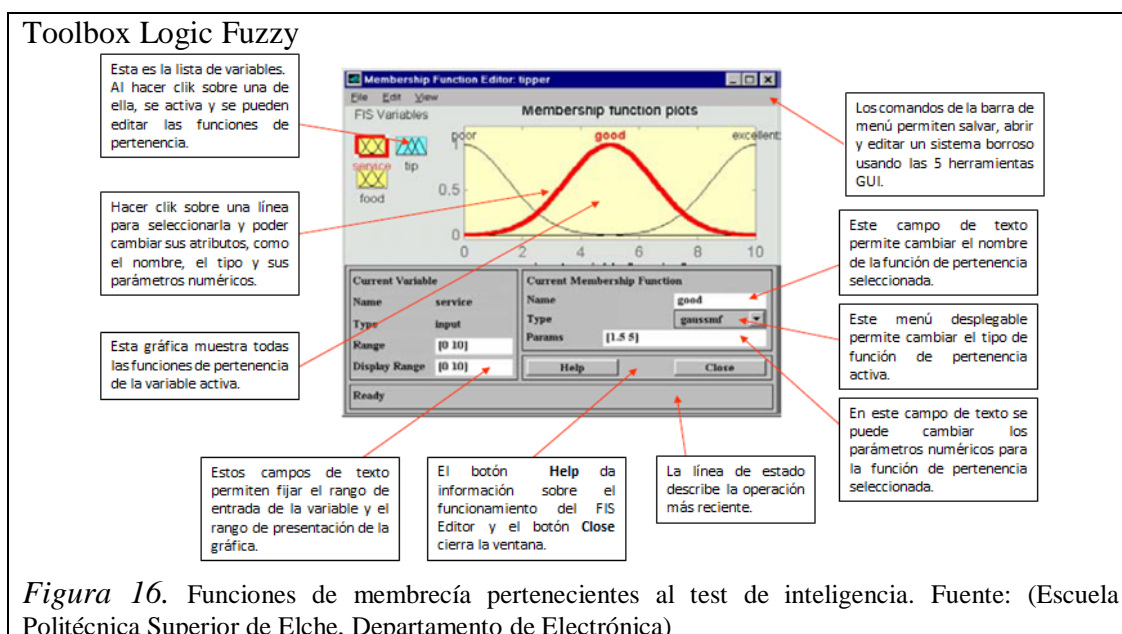 Toolbox Logic Fuzzy
Esta es la lista de variables.
Al hacer clik sobre una de
ella, se activa y se pueden
editar las funciones de
pertenencia.
Hacer clik sobre una línea
para seleccionarla y poder
cambiar sus atributos, como
el nombre, el tipo y sus
parámetros numéricos.
Esta gráfica muestra todas
las funciones de pertenencia
de la variable activa.
Membership Function Editor: tipper
File Edit View
FIS Variables
Membership function plots
service
tip
food
poor
good
excellent
1
0.5
0
0 2 4 6 8 10
Current Variable
Name service
Type input
Range [0 10]
Display Range [0 10]
Current Membership Function
Name good
Type gaussmf
Params [1.5 5]
Help Close
Ready
Los comandos de la barra de
menú permiten salvar, abrir
y editar un sistema borroso
usando las 5 herramientas
GUI.
Este campo de texto
permite cambiar el nombre
de la función de pertenencia
seleccionada.
Este menú desplegable
permite cambiar el tipo de
función de pertenencia
activa.
En este campo de texto se
puede cambiar los
parámetros numéricos para
la función de pertenencia
seleccionada.
Estos campos de texto
permiten fijar el rango de
entrada de la variable y el
rango de presentación de la
gráfica.
El botón Help da
información sobre el
funcionamiento del FIS
Editor y el botón Close
cierra la ventana.
La línea de estado
describe la operación
más reciente.
Figura 16. Funciones de membrecía pertenecientes al test de inteligencia. Fuente: (Escuela
Politécnica Superior de Elche, Departamento de Electrónica)